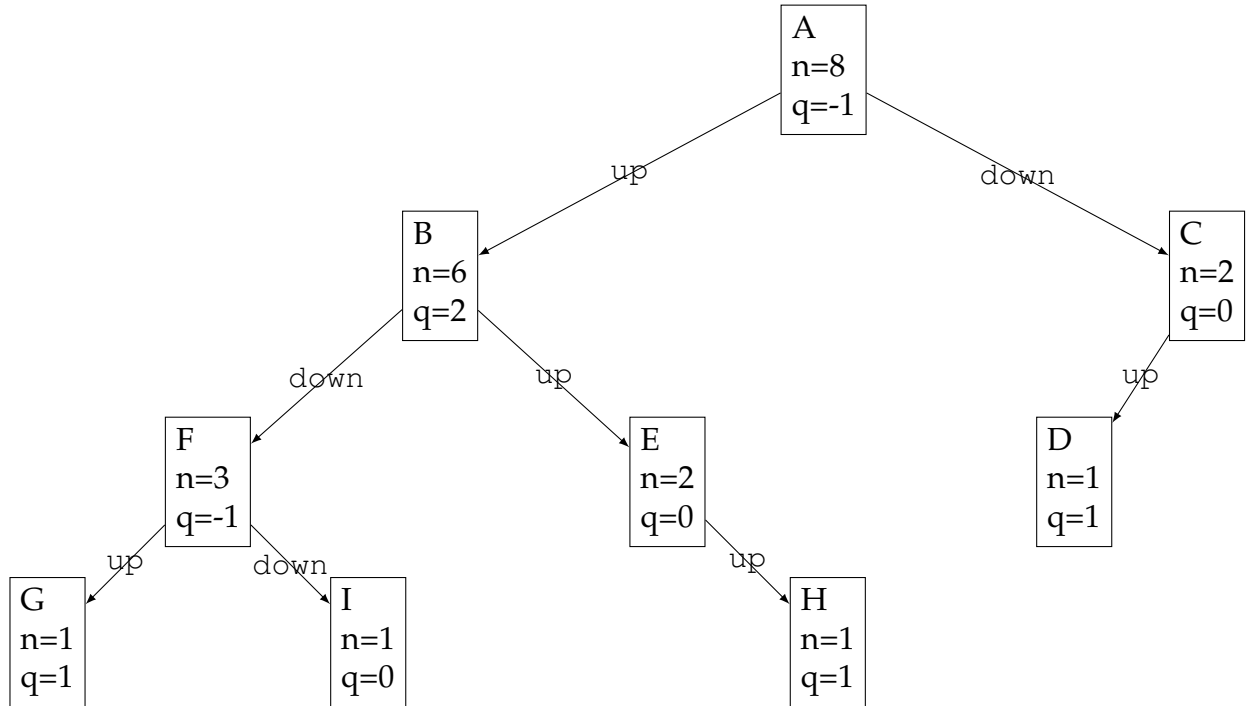 A
n=8
q=-1
up
down
B
n=6
q=2
C
n=2
q=0
down
up
up
F
n=3
q=-1
E
n=2
q=0
D
n=1
q=1
up
down
up
G
n=1
q=1
I
n=1
q=0
H
n=1
q=1